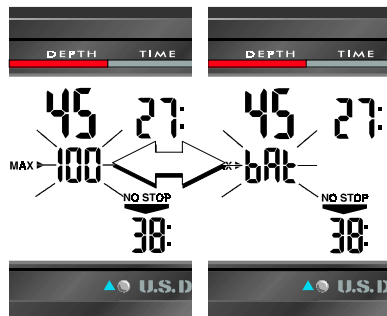 DEPTH TIME
45 27:
MAX 100
NO STOP
38:
U.S.D
DEPTH TIME
45 27:
bAt
NO STOP
38:
U.S.D